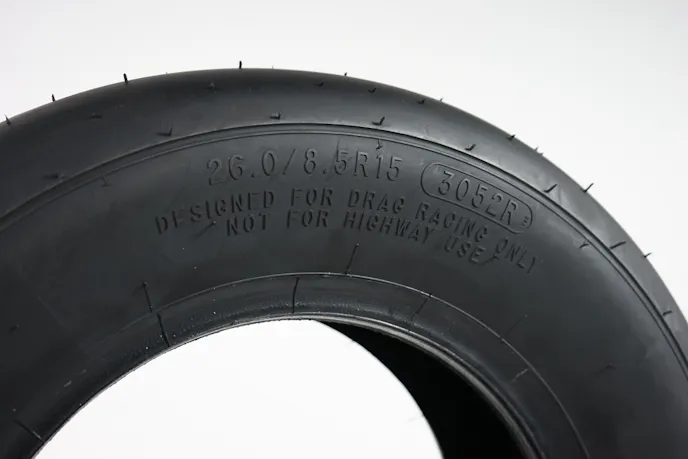 26.0/8.5R15 3052R
DESIGNED FOR DRAG RACING ONLY
NOT FOR HIGHWAY USE